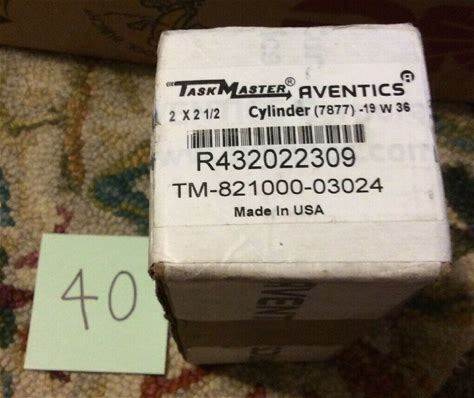 TASKMASTER® AVENTICS®
2 X 2 1/2 Cylinder (7877) -19 W 36
R432022309
TM-821000-03024
Made In USA
40